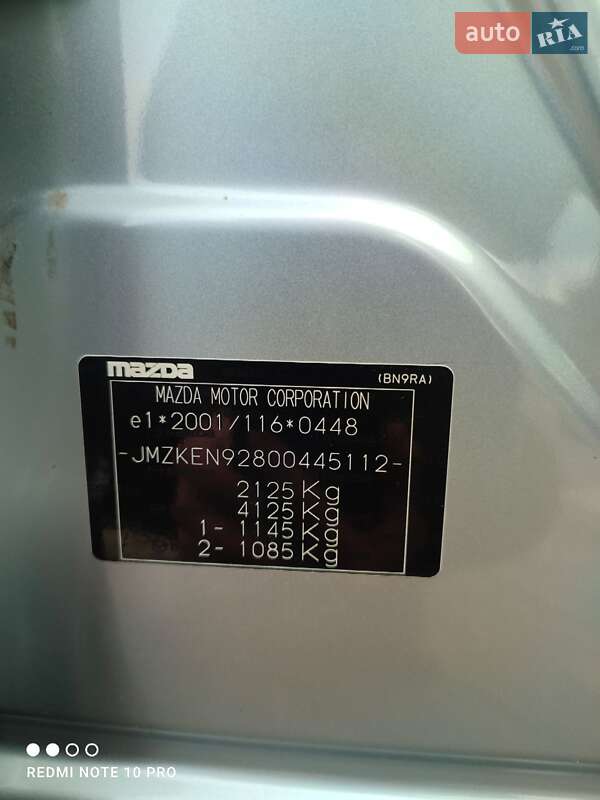 auto RIA
.com
mazda
(BN9RA)
MAZDA MOTOR CORPORATION
e1*2001/116*0448
-JMZKEN92800445112-
2125Kg
4125Kg
1- 1145Kg
2- 1085Kg
REDMI NOTE 10 PRO